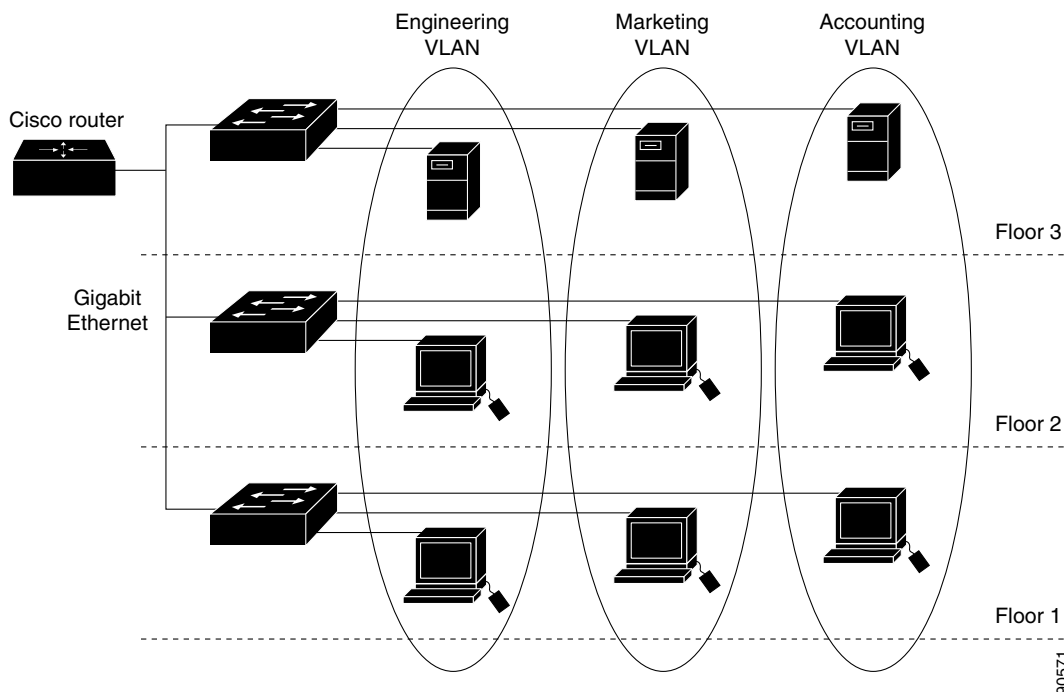 Engineering
VLAN
Marketing
VLAN
Accounting
VLAN
Cisco router
Floor 3
Gigabit
Ethernet
Floor 2
Floor 1